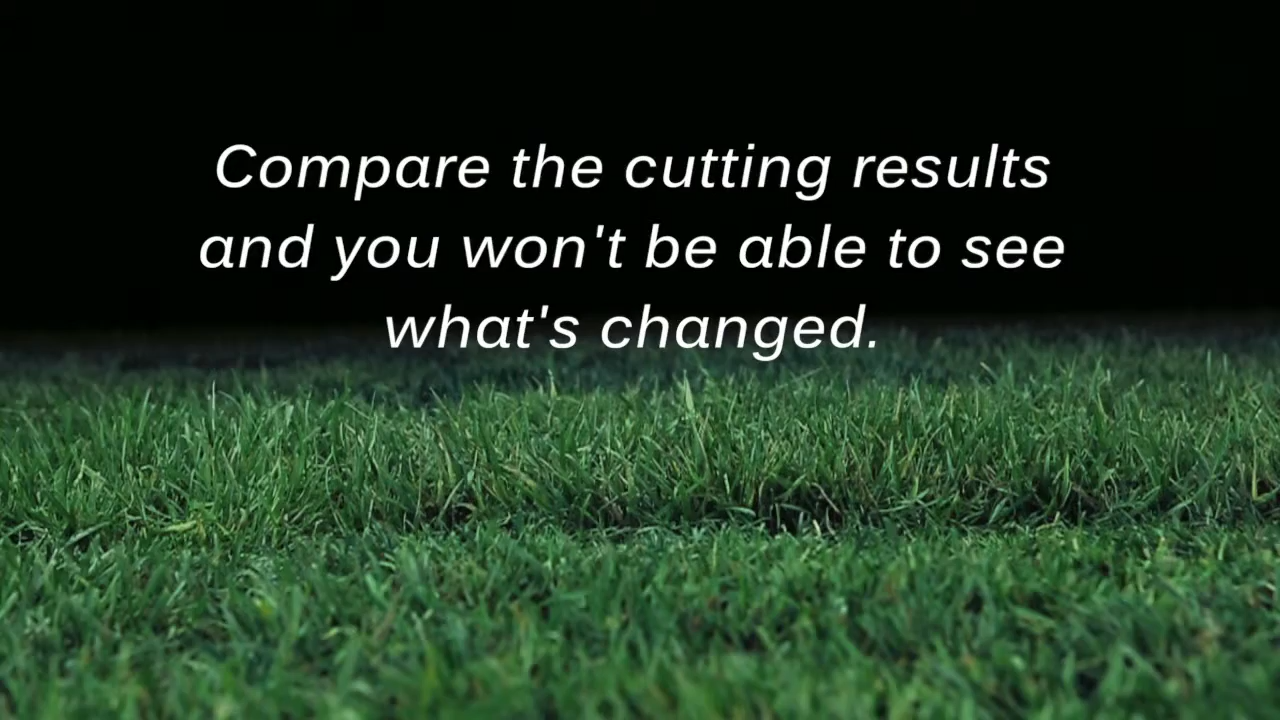 Compare the cutting results
and you won't be able to see
what's changed.